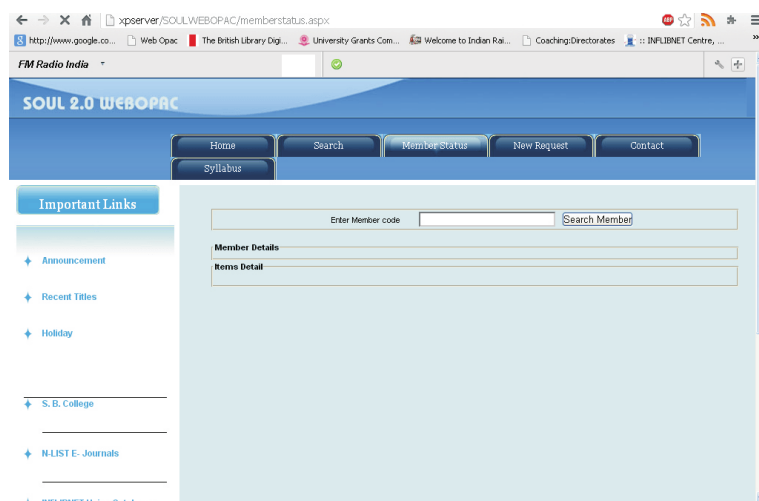 xpserver/SOULWEBOPAC/memberstatus.aspx
http://www.google.co... Web Opac The British Library Digi... University Grants Com... Welcome to Indian Rai... Coaching:Directorates :: INFLIBNET Centre, ... »
FM Radio India
SOUL 2.0 WEBOPAC
Home Search Member Status New Request Contact
Syllabus
Important Links
Enter Member code Search Member
Member Details
Items Detail
Announcement
Recent Titles
Holiday
S. B. College
N-LIST E- Journals